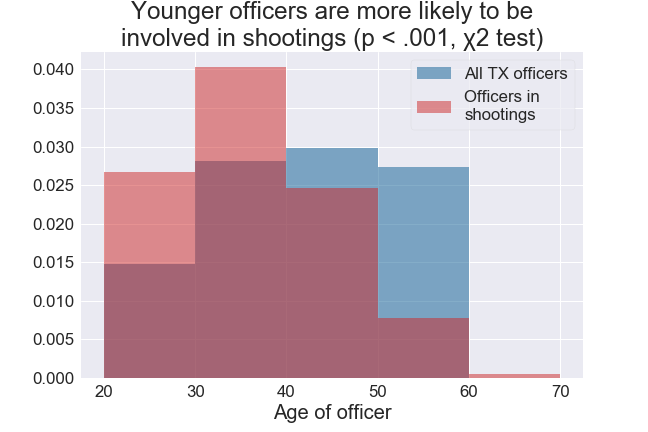 Younger officers are more likely to be
involved in shootings (p < .001, χ2 test)
All TX officers
Officers in
shootings
0.040
0.035
0.030
0.025
0.020
0.015
0.010
0.005
0.000
20 30 40 50 60 70
Age of officer